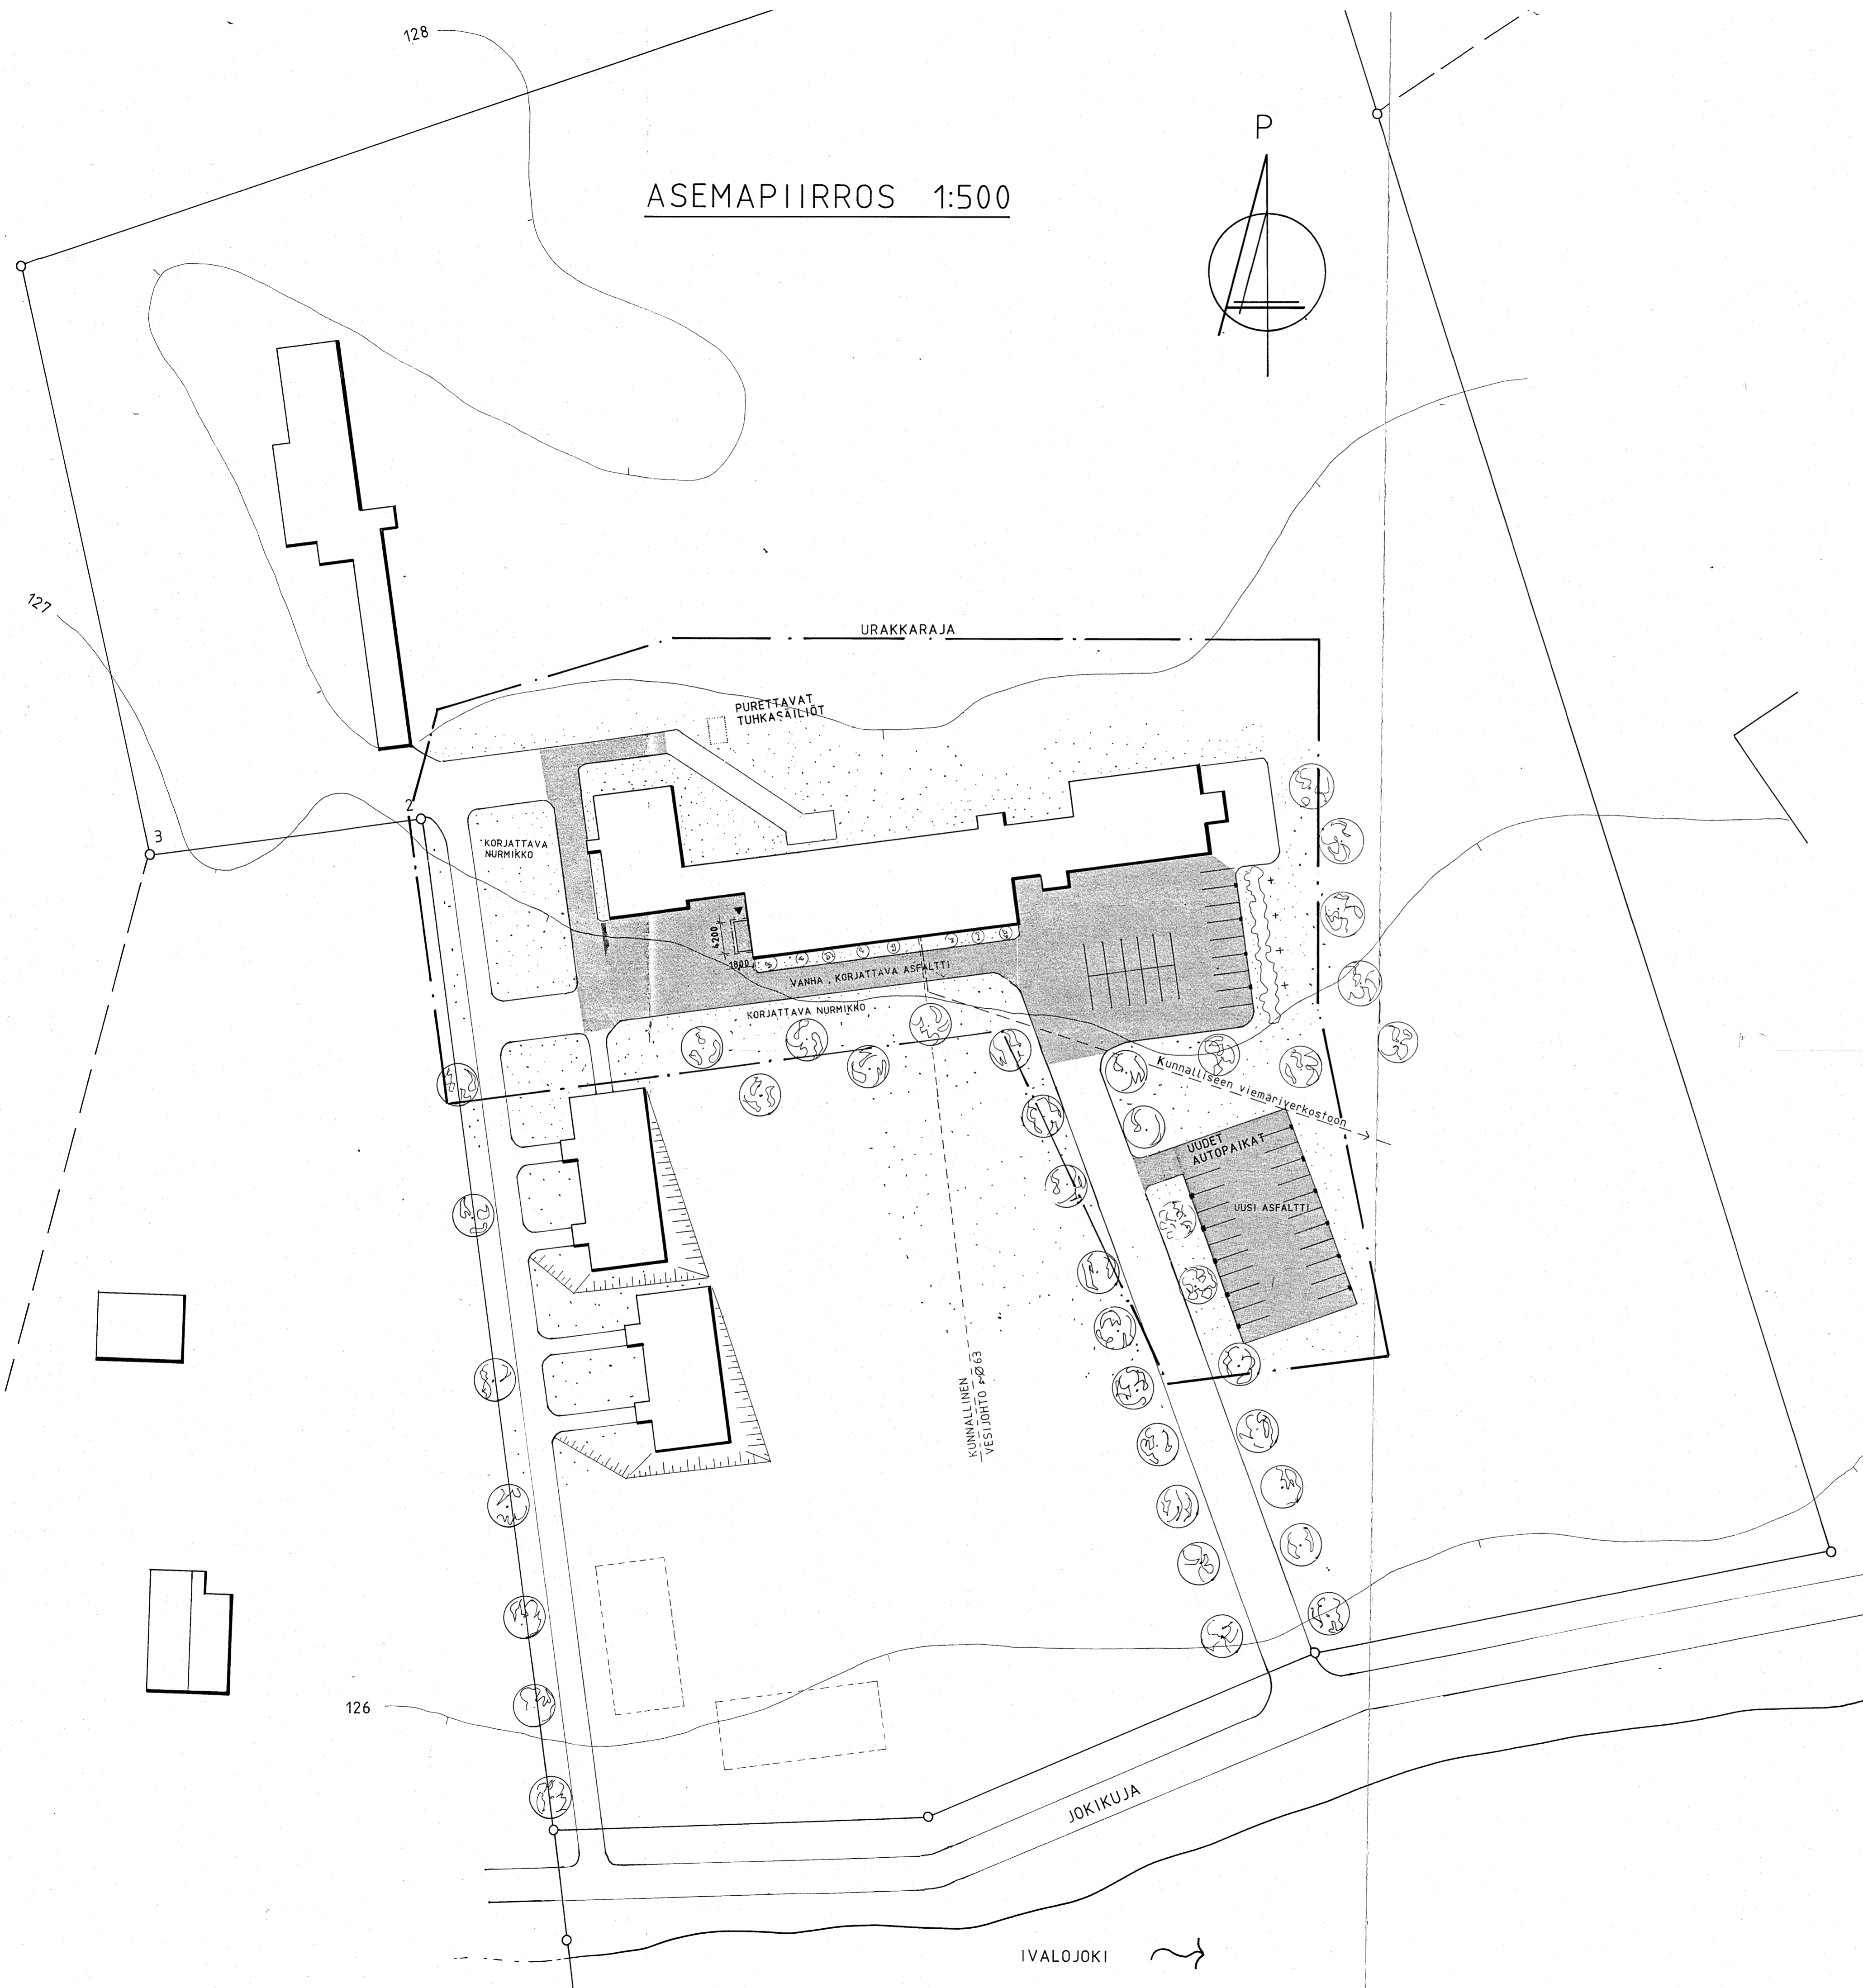 128
P
ASEMAPIIRROS 1:500
127
URAKKARAJA
PURETTAVAT
TUHKASÄILIÖT
2
3
KORJATTAVA
NURMIKKO
4200
1800
VANHA, KORJATTAVA ASFALTTI
KORJATTAVA NURMIKKO
Kunnalliseen viemäriverkostoon
UUDET
AUTOPAIKAT
UUSI ASFALTTI
KUNNALLINEN
VESIJOHTO Ø63
126
JOKIKUJA
IVALOJOKI